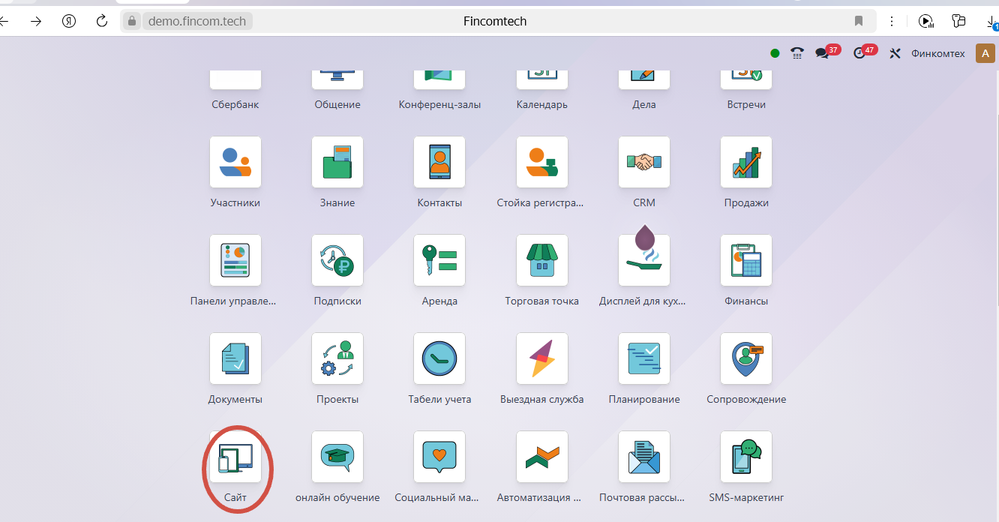 demo.fincom.tech
Fincomtech
1
37
47
Финкомтех
A
Сбербанк
Общение
Конференц-залы
Календарь
Дела
Встречи
Участники
Знание
Контакты
Стойка регистра...
CRM
Продажи
Панели управле...
Подписки
Аренда
Торговая точка
Дисплей для кух...
Финансы
Документы
Проекты
Табели учета
Выездная служба
Планирование
Сопровождение
Сайт
онлайн обучение
Социальный ма...
Автоматизация ...
Почтовая рассы...
SMS-маркетинг